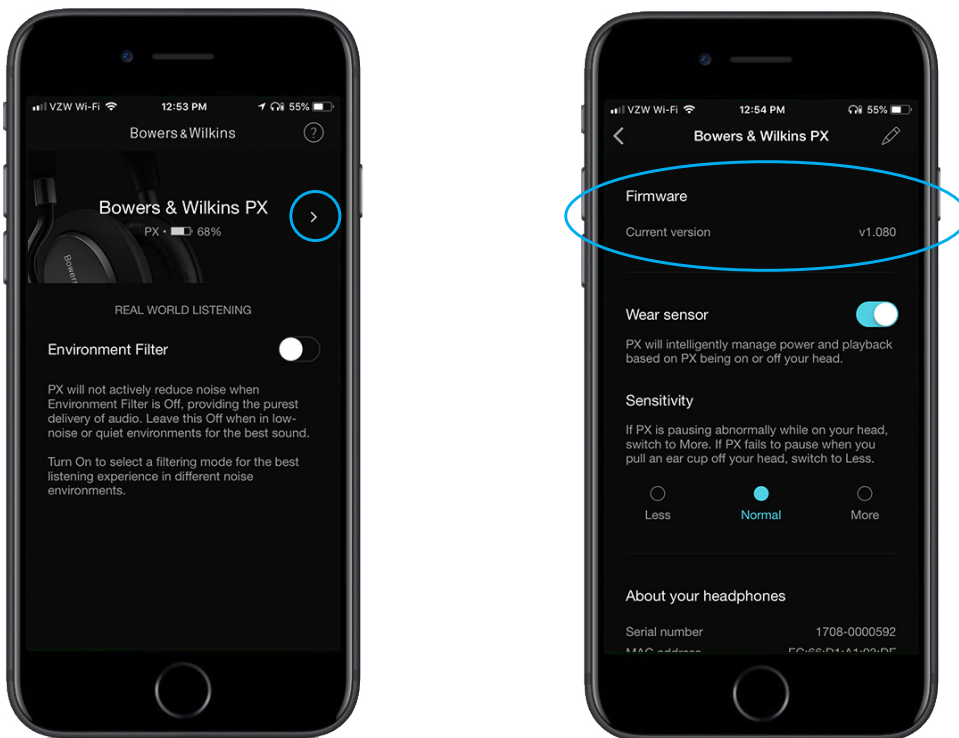 VZW Wi-Fi 12:53 PM 55%
Bowers & Wilkins ?
Bowers & Wilkins PX
PX • 68%
Bowers
REAL WORLD LISTENING
Environment Filter
PX will not actively reduce noise when
Environment Filter is Off, providing the purest
delivery of audio. Leave this Off when in low-
noise or quiet environments for the best sound.
Turn On to select a filtering mode for the best
listening experience in different noise
environments.
VZW Wi-Fi 12:54 PM 55%
Bowers & Wilkins PX
Firmware
Current version v1.080
Wear sensor
PX will intelligently manage power and playback
based on PX being on or off your head.
Sensitivity
If PX is pausing abnormally while on your head,
switch to More. If PX fails to pause when you
pull an ear cup off your head, switch to Less.
Less Normal More
About your headphones
Serial number 1708-0000592
MAC address